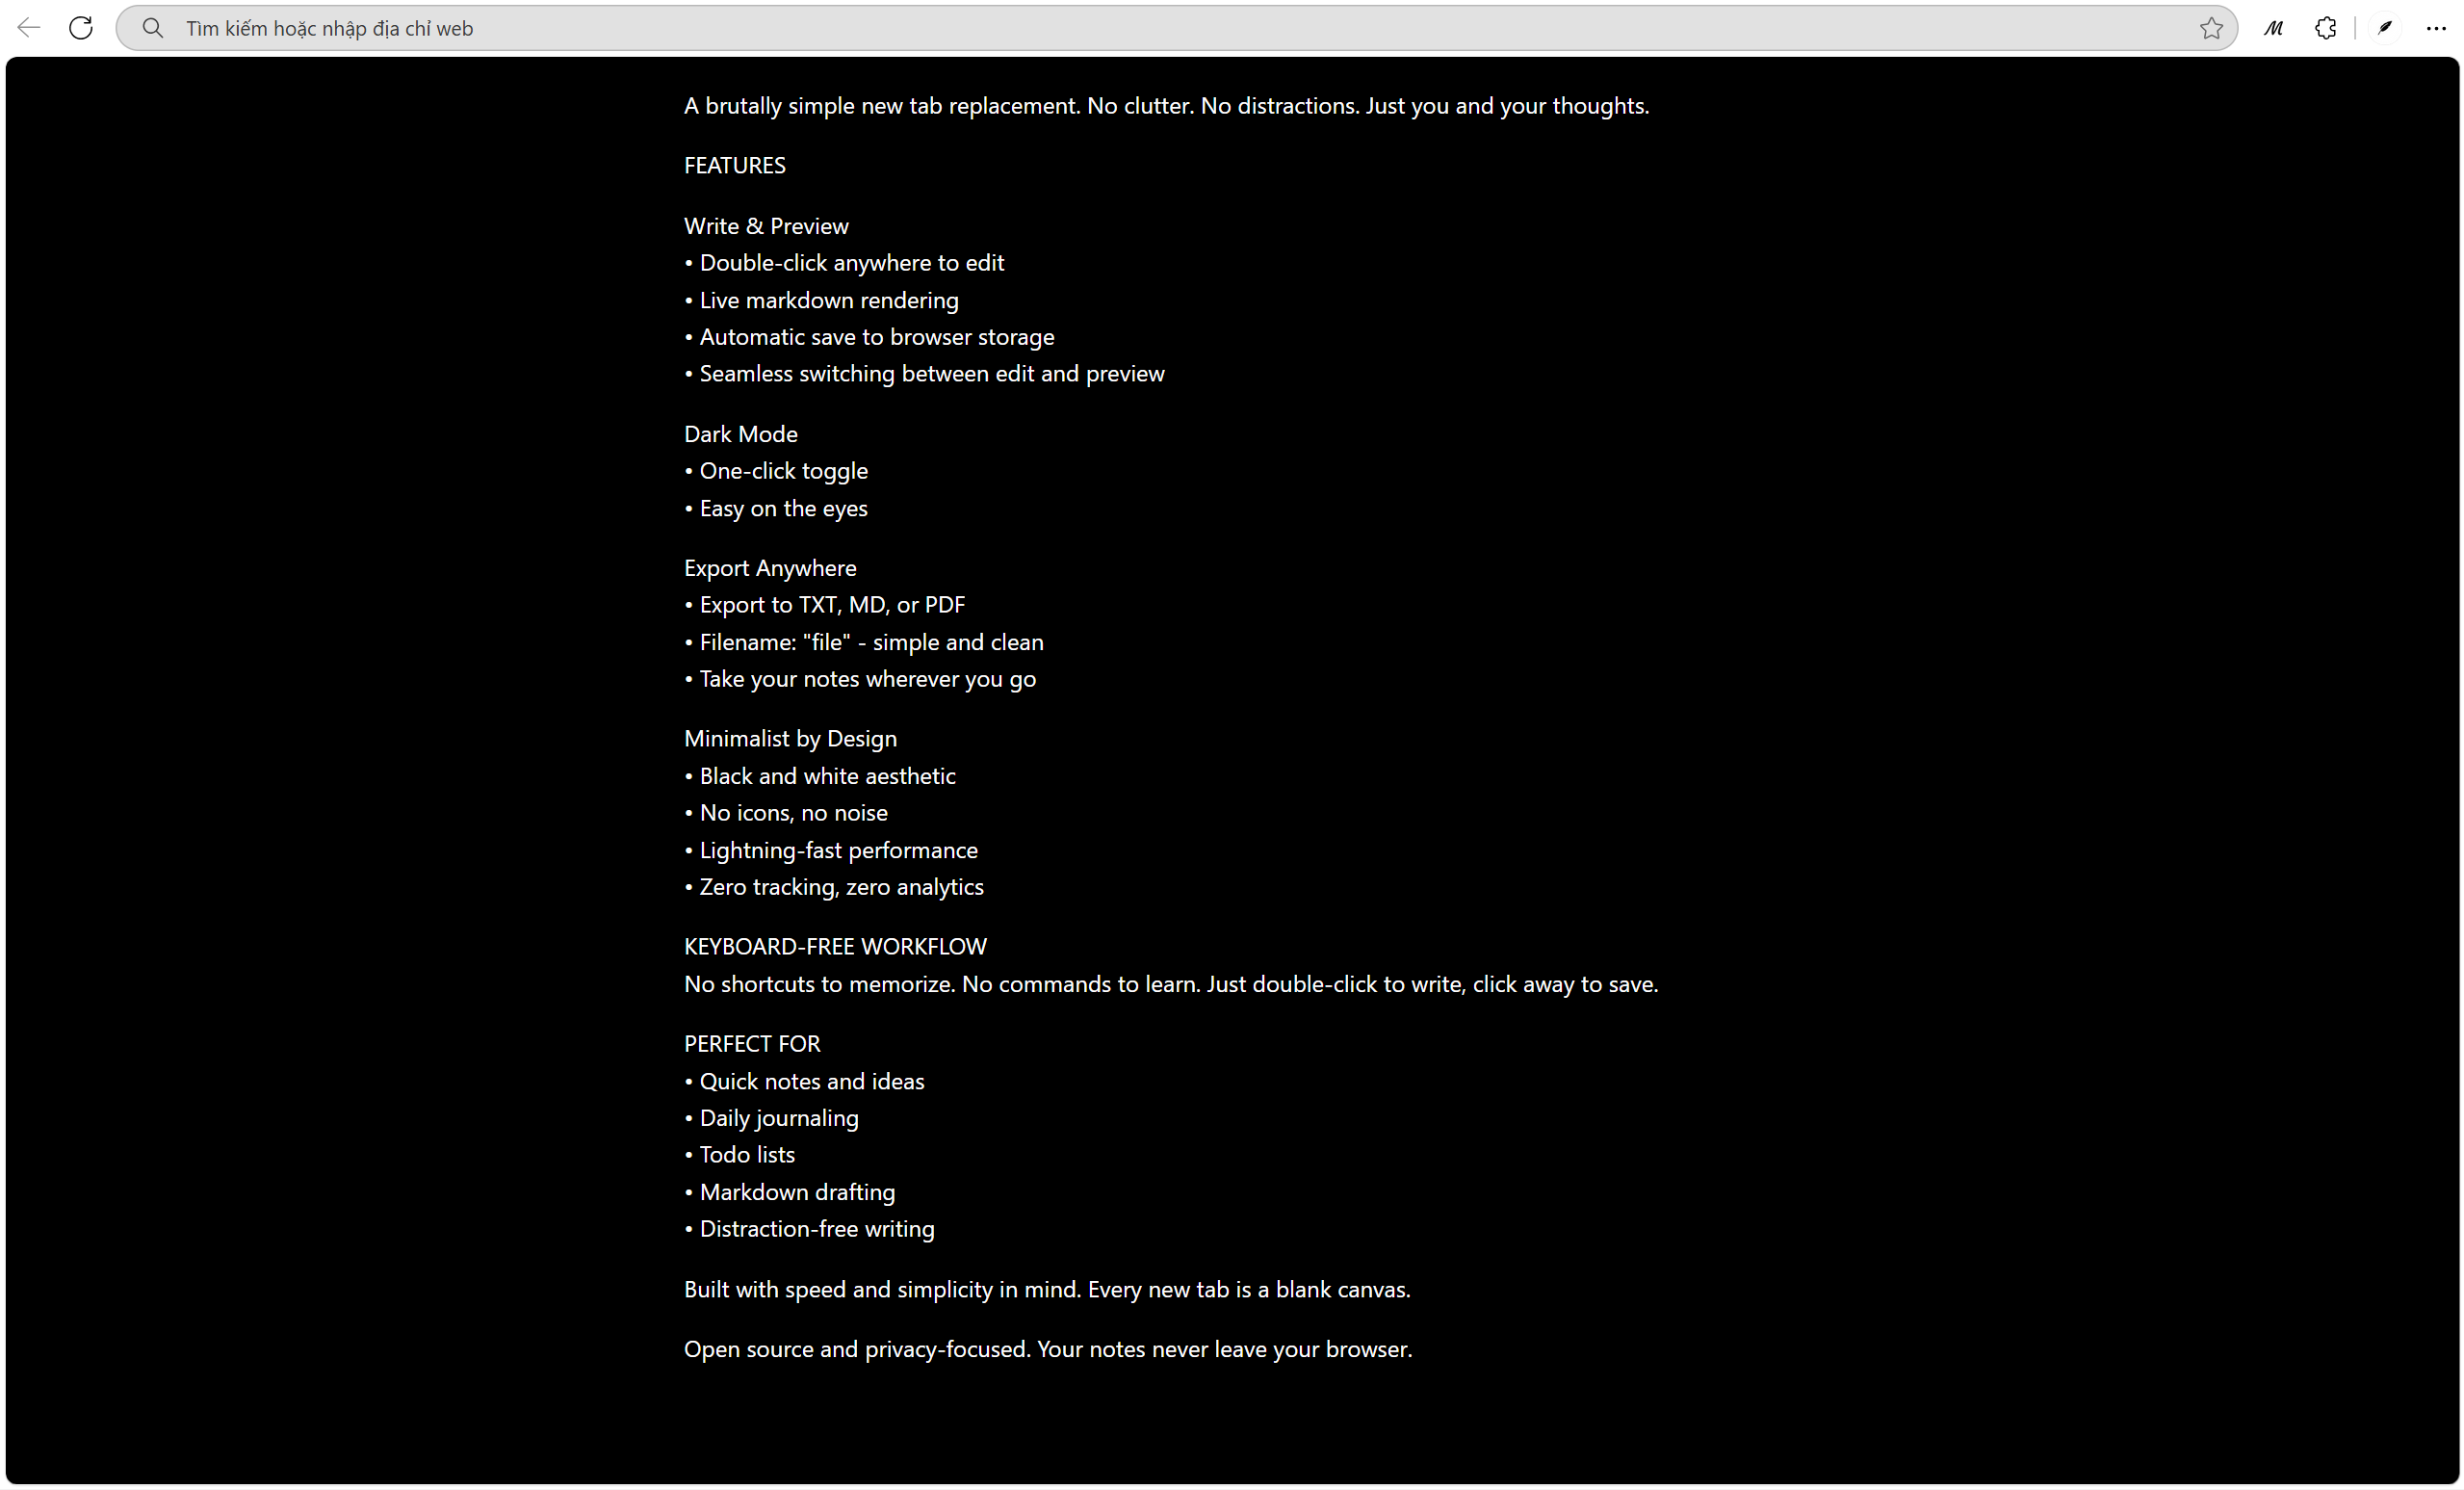 Tìm kiếm hoặc nhập địa chỉ web
A brutally simple new tab replacement. No clutter. No distractions. Just you and your thoughts.
FEATURES
Write & Preview
• Double-click anywhere to edit
• Live markdown rendering
• Automatic save to browser storage
• Seamless switching between edit and preview
Dark Mode
• One-click toggle
• Easy on the eyes
Export Anywhere
• Export to TXT, MD, or PDF
• Filename: "file" - simple and clean
• Take your notes wherever you go
Minimalist by Design
• Black and white aesthetic
• No icons, no noise
• Lightning-fast performance
• Zero tracking, zero analytics
KEYBOARD-FREE WORKFLOW
No shortcuts to memorize. No commands to learn. Just double-click to write, click away to save.
PERFECT FOR
• Quick notes and ideas
• Daily journaling
• Todo lists
• Markdown drafting
• Distraction-free writing
Built with speed and simplicity in mind. Every new tab is a blank canvas.
Open source and privacy-focused. Your notes never leave your browser.